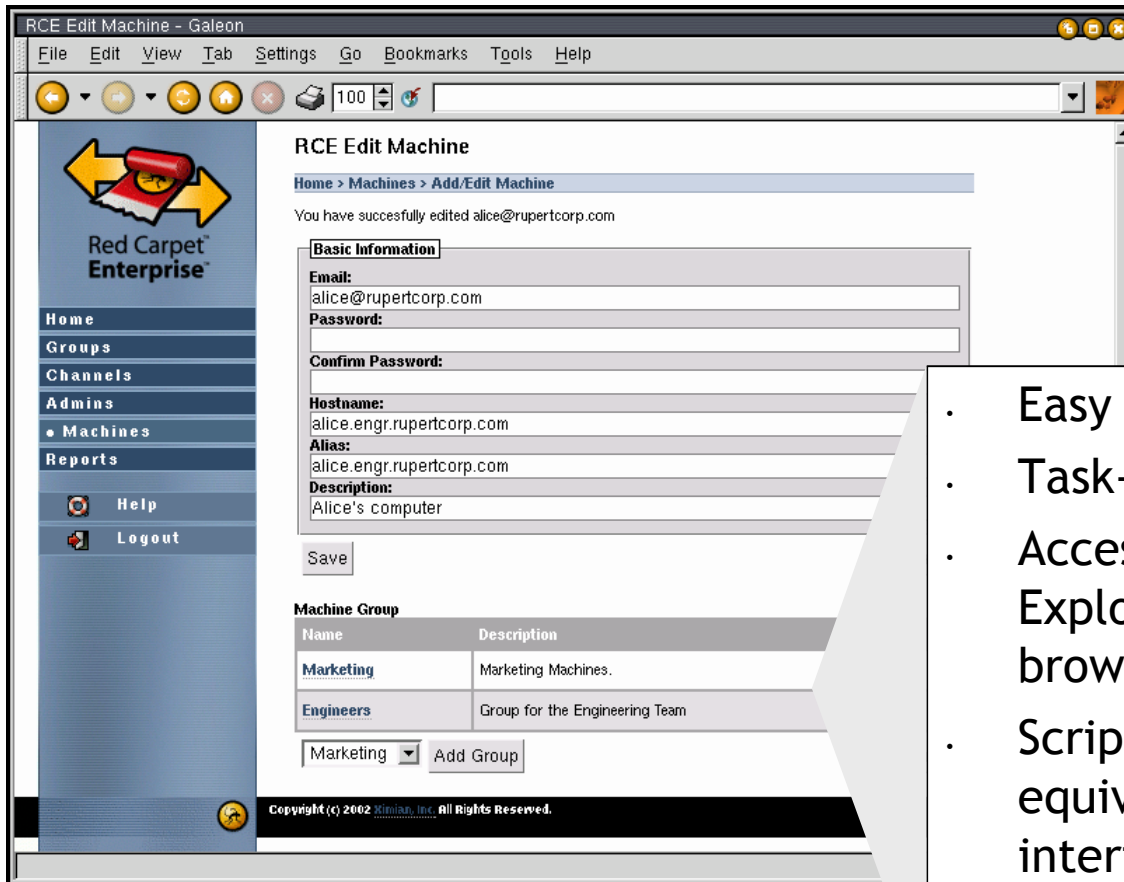 RCE Edit Machine - Galeon
File Edit View Tab Settings Go Bookmarks Tools Help
100
Red Carpet™
Enterprise™
Home
Groups
Channels
Admins
• Machines
Reports
Help
Logout
RCE Edit Machine
Home > Machines > Add/Edit Machine
You have succesfully edited alice@rupertcorp.com
Basic Information
Email:
alice@rupertcorp.com
Password:
Confirm Password:
Hostname:
alice.engr.rupertcorp.com
Alias:
alice.engr.rupertcorp.com
Description:
Alice's computer
Save
Machine Group
Name Description
Marketing Marketing Machines.
Engineers Group for the Engineering Team
Marketing Add Group
Copyright (c) 2002 Ximian, Inc. All Rights Reserved.
• Easy
• Task-
•
•